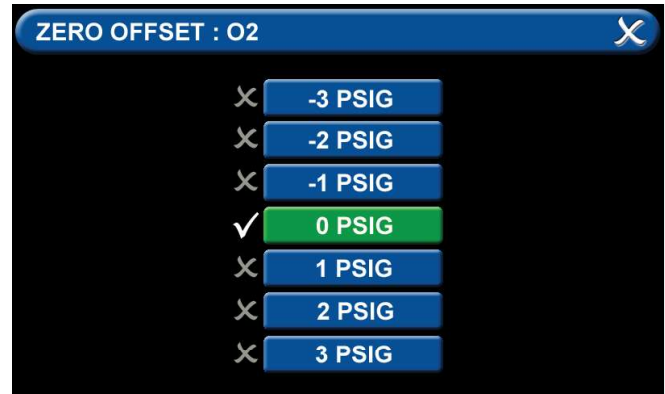 ZERO OFFSET : O2
-3 PSIG
-2 PSIG
-1 PSIG
0 PSIG
1 PSIG
2 PSIG
3 PSIG